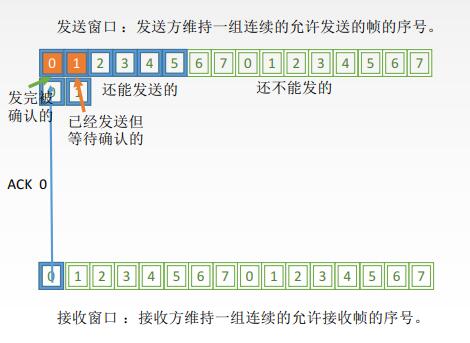 发送窗口：发送方维持一组连续的允许发送的帧的序号。
0 1 2 3 4 5 6 7 0 1 2 3 4 5 6 7
0 1
发完被
确认的
还能发送的
还不能发的
已经发送但
等待确认的
ACK 0
0 1 2 3 4 5 6 7 0 1 2 3 4 5 6 7
接收窗口：接收方维持一组连续的允许接收帧的序号。